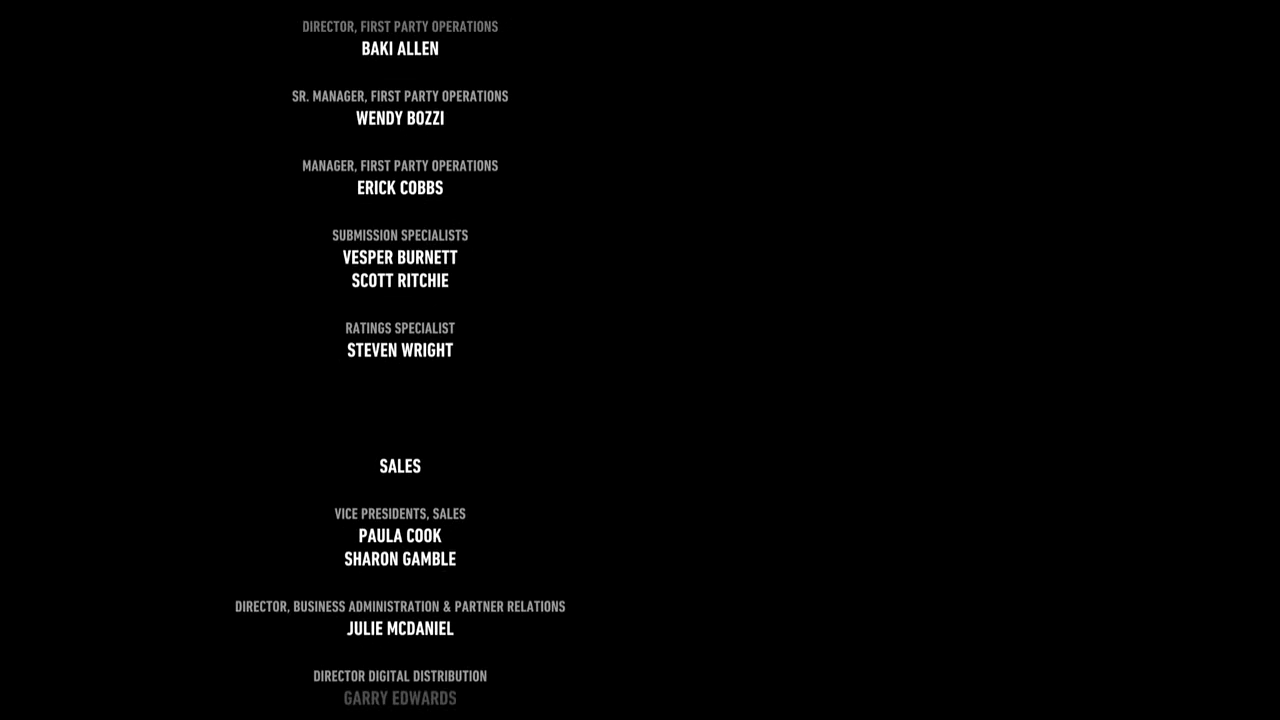 DIRECTOR, FIRST PARTY OPERATIONS
BAKI ALLEN
SR. MANAGER, FIRST PARTY OPERATIONS
WENDY BOZZI
MANAGER, FIRST PARTY OPERATIONS
ERICK COBBS
SUBMISSION SPECIALISTS
VESPER BURNETT
SCOTT RITCHIE
RATINGS SPECIALIST
STEVEN WRIGHT
SALES
VICE PRESIDENTS, SALES
PAULA COOK
SHARON GAMBLE
DIRECTOR, BUSINESS ADMINISTRATION & PARTNER RELATIONS
JULIE MCDANIEL
DIRECTOR DIGITAL DISTRIBUTION
GARRY EDWARDS